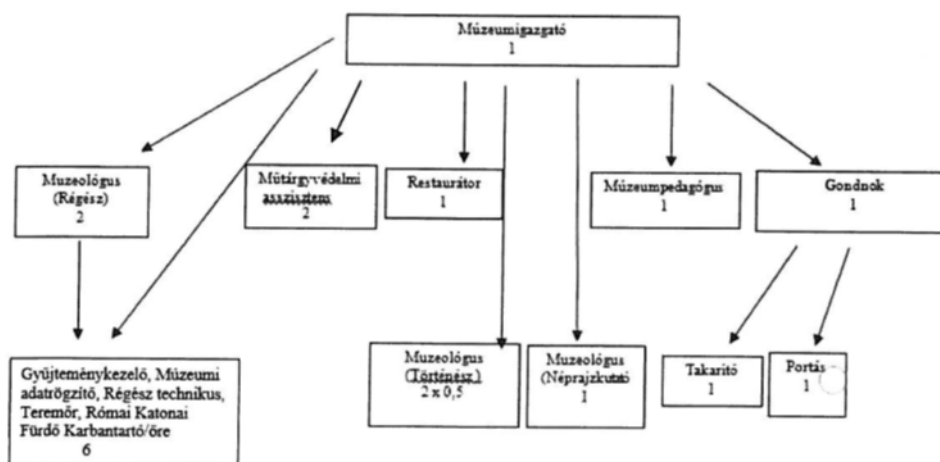 Múzeumigazgató
1
Muzeológus
(Régész)
2
Műtárgyvédelmi
asszisztens
2
Restaurátor
1
Múzeumpedagógus
1
Gondnok
1
Gyűjteménykezelő, Múzeumi
adatrögzítő, Régész technikus,
Teremőr, Római Katonai
Fürdő Karbantartó/őre
6
Muzeológus
(Történész)
2 x 0,5
Muzeológus
(Néprajzkutató
1
Takarító
1
Portás
1